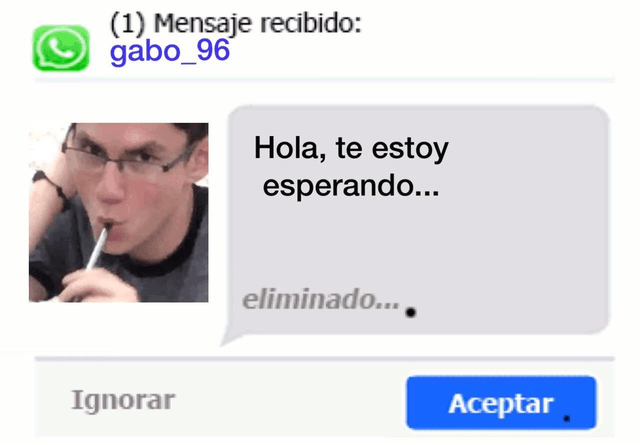 (1) Mensaje recibido:
gabo_96
Hola, te estoy
esperando...
eliminado...
Ignorar
Aceptar